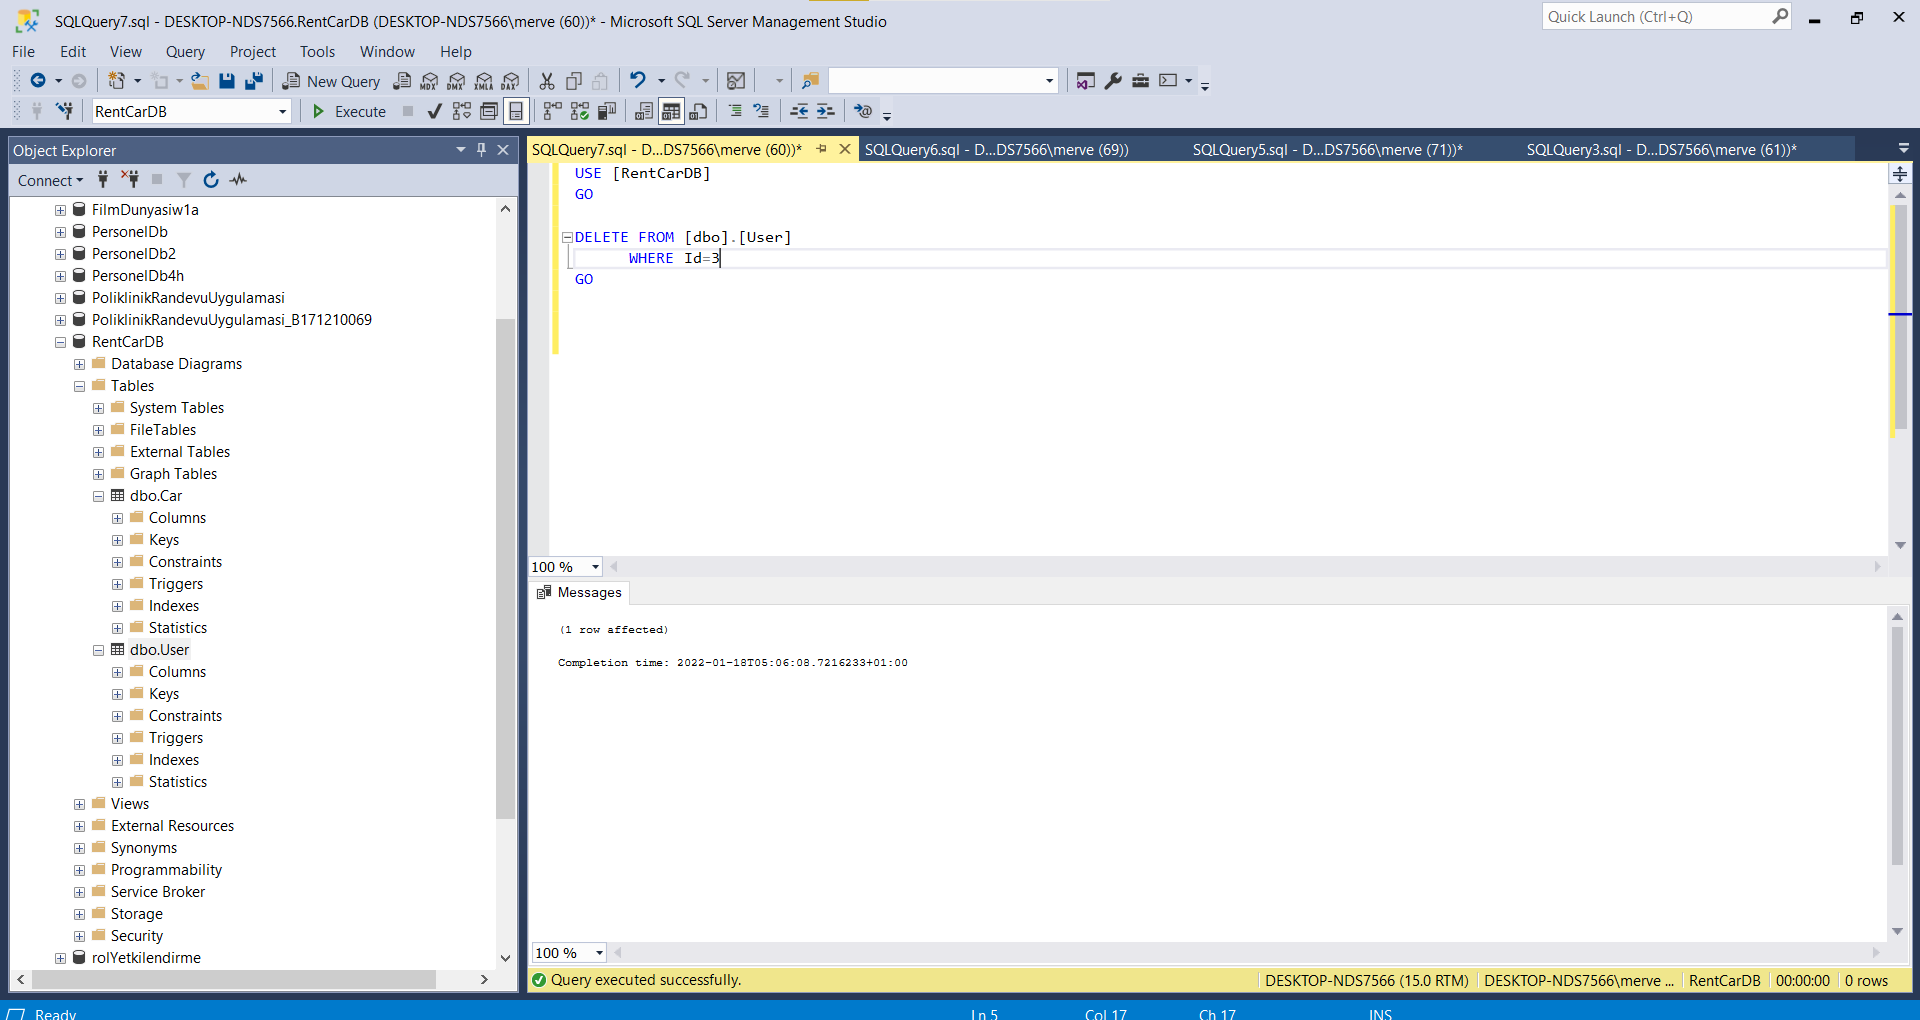 SQLQuery7.sql - DESKTOP-NDS7566.RentCarDB (DESKTOP-NDS7566\merve (60))* - Microsoft SQL Server Management Studio
Quick Launch (Ctrl+Q)
File Edit View Query Project Tools Window Help
New Query MDX DMX XMLA DAX
RentCarDB Execute
Object Explorer
Connect
FilmDunyasiw1a
PersonelDb
PersonelDb2
PersonelDb4h
PoliklinikRandevuUygulamasi
PoliklinikRandevuUygulamasi_B171210069
RentCarDB
Database Diagrams
Tables
System Tables
FileTables
External Tables
Graph Tables
dbo.Car
Columns
Keys
Constraints
Triggers
Indexes
Statistics
dbo.User
Columns
Keys
Constraints
Triggers
Indexes
Statistics
Views
External Resources
Synonyms
Programmability
Service Broker
Storage
Security
rolYetkilendirme
SQLQuery7.sql - D...DS7566\merve (60))* SQLQuery6.sql - D...DS7566\merve (69)) SQLQuery5.sql - D...DS7566\merve (71))* SQLQuery3.sql - D...DS7566\merve (61))*
USE [RentCarDB]
GO
DELETE FROM [dbo].[User]
WHERE Id=3
GO
100 %
Messages
(1 row affected)
Completion time: 2022-01-18T05:06:08.7216233+01:00
100 %
Query executed successfully. DESKTOP-NDS7566 (15.0 RTM) DESKTOP-NDS7566\merve ... RentCarDB 00:00:00 0 rows
Ready Ln 5 Col 17 Ch 17 INS